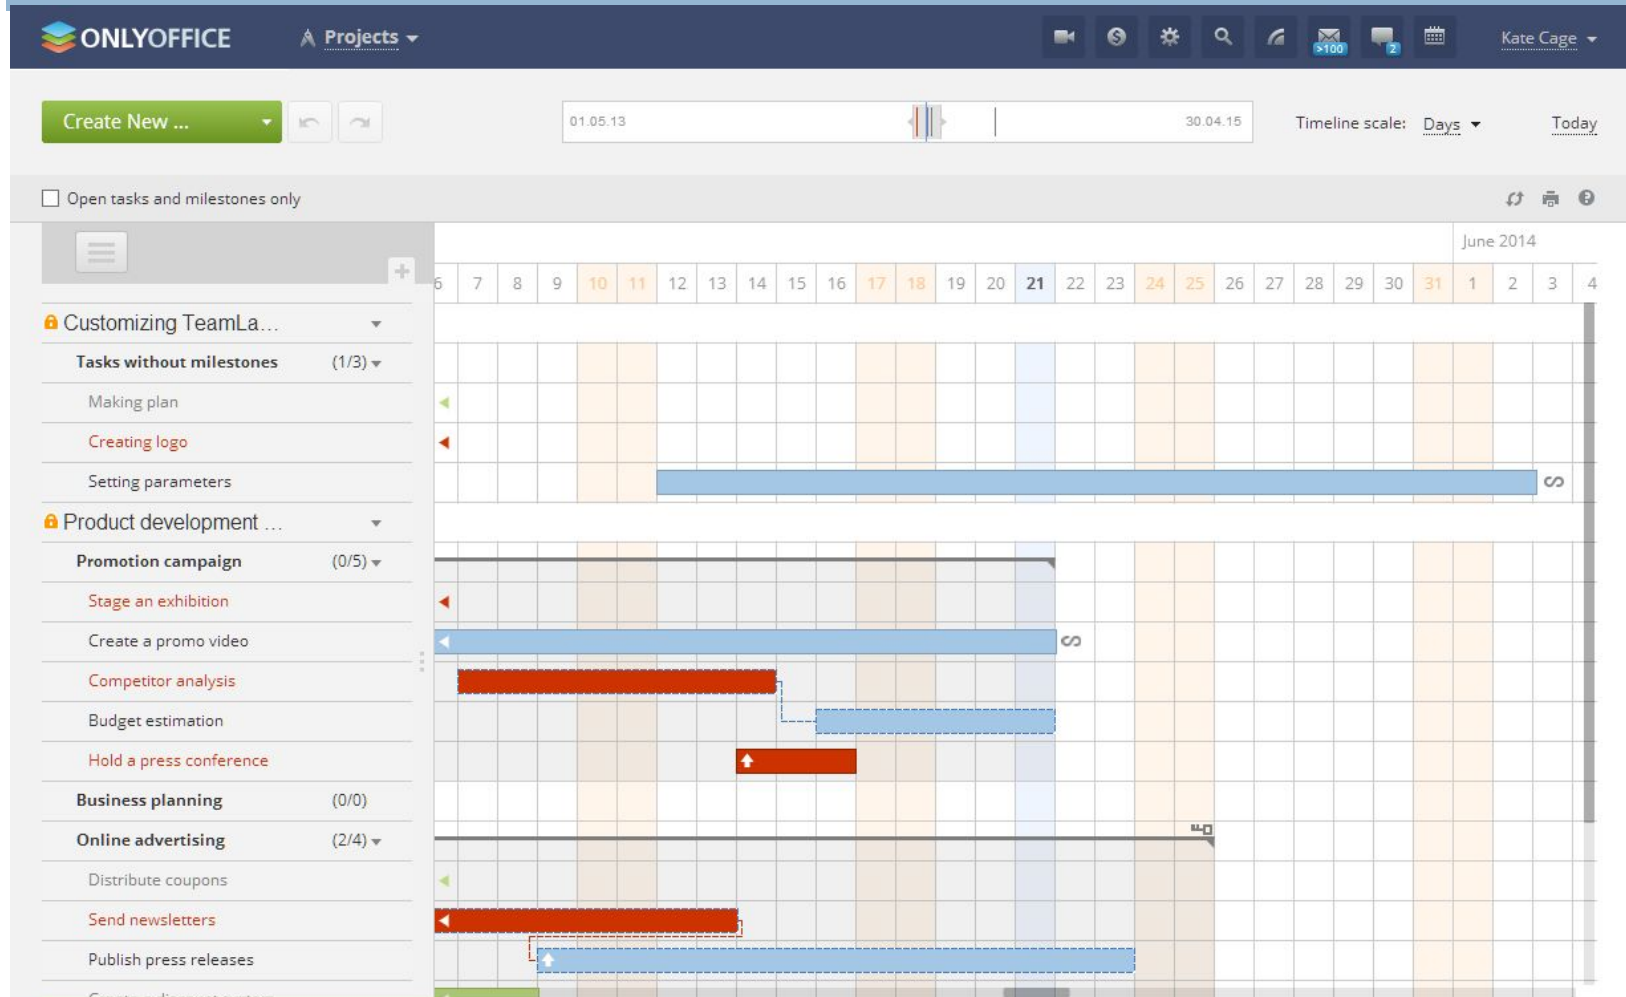 ONLYOFFICE Projects >100 2 Kate Cage
Create New ... 01.05.13 30.04.15 Timeline scale: Days Today
Open tasks and milestones only
June 2014
6 7 8 9 10 11 12 13 14 15 16 17 18 19 20 21 22 23 24 25 26 27 28 29 30 31 1 2 3 4
Customizing TeamLa...
Tasks without milestones (1/3)
Making plan
Creating logo
Setting parameters
Product development ...
Promotion campaign (0/5)
Stage an exhibition
Create a promo video
Competitor analysis
Budget estimation
Hold a press conference
Business planning (0/0)
Online advertising (2/4)
Distribute coupons
Send newsletters
Publish press releases